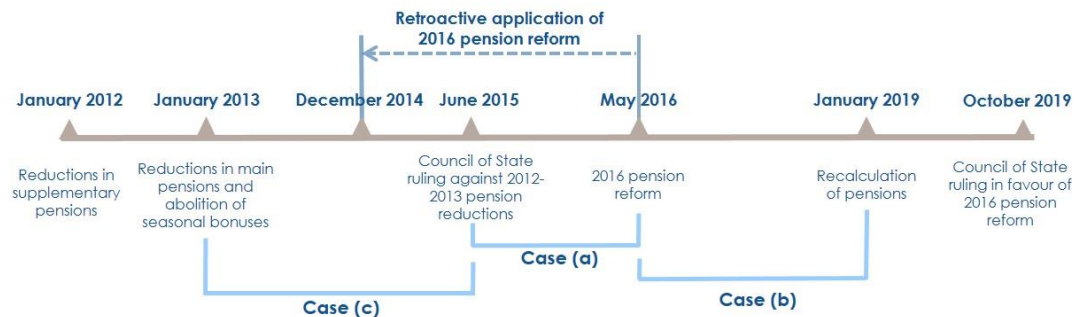 Retroactive application of
2016 pension reform
January 2012
January 2013
December 2014
June 2015
May 2016
January 2019
October 2019
Reductions in
supplementary
pensions
Reductions in main
pensions and
abolition of
seasonal bonuses
Council of State
ruling against 2012-
2013 pension
reductions
2016 pension
reform
Recalculation
of pensions
Council of State
ruling in favour of
2016 pension
reform
Case (a)
Case (b)
Case (c)